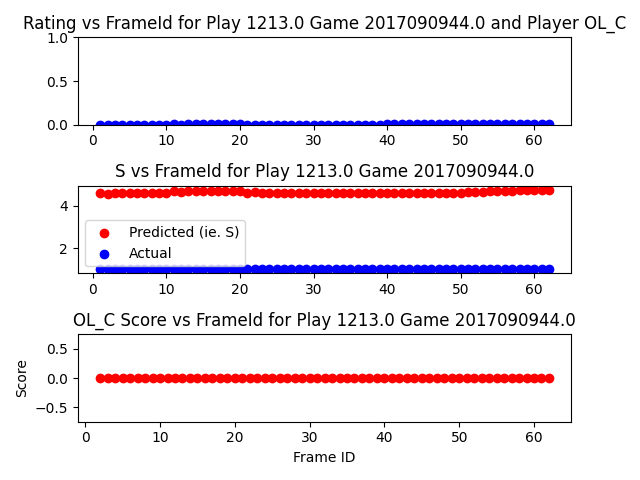 Rating vs FrameId for Play 1213.0 Game 2017090944.0 and Player OL_C
1.0
0.5
0.0
0 10 20 30 40 50 60
S vs FrameId for Play 1213.0 Game 2017090944.0
4
2
Predicted (ie. S)
Actual
0 10 20 30 40 50 60
OL_C Score vs FrameId for Play 1213.0 Game 2017090944.0
0.5
0.0
−0.5
Score
0 10 20 30 40 50 60
Frame ID